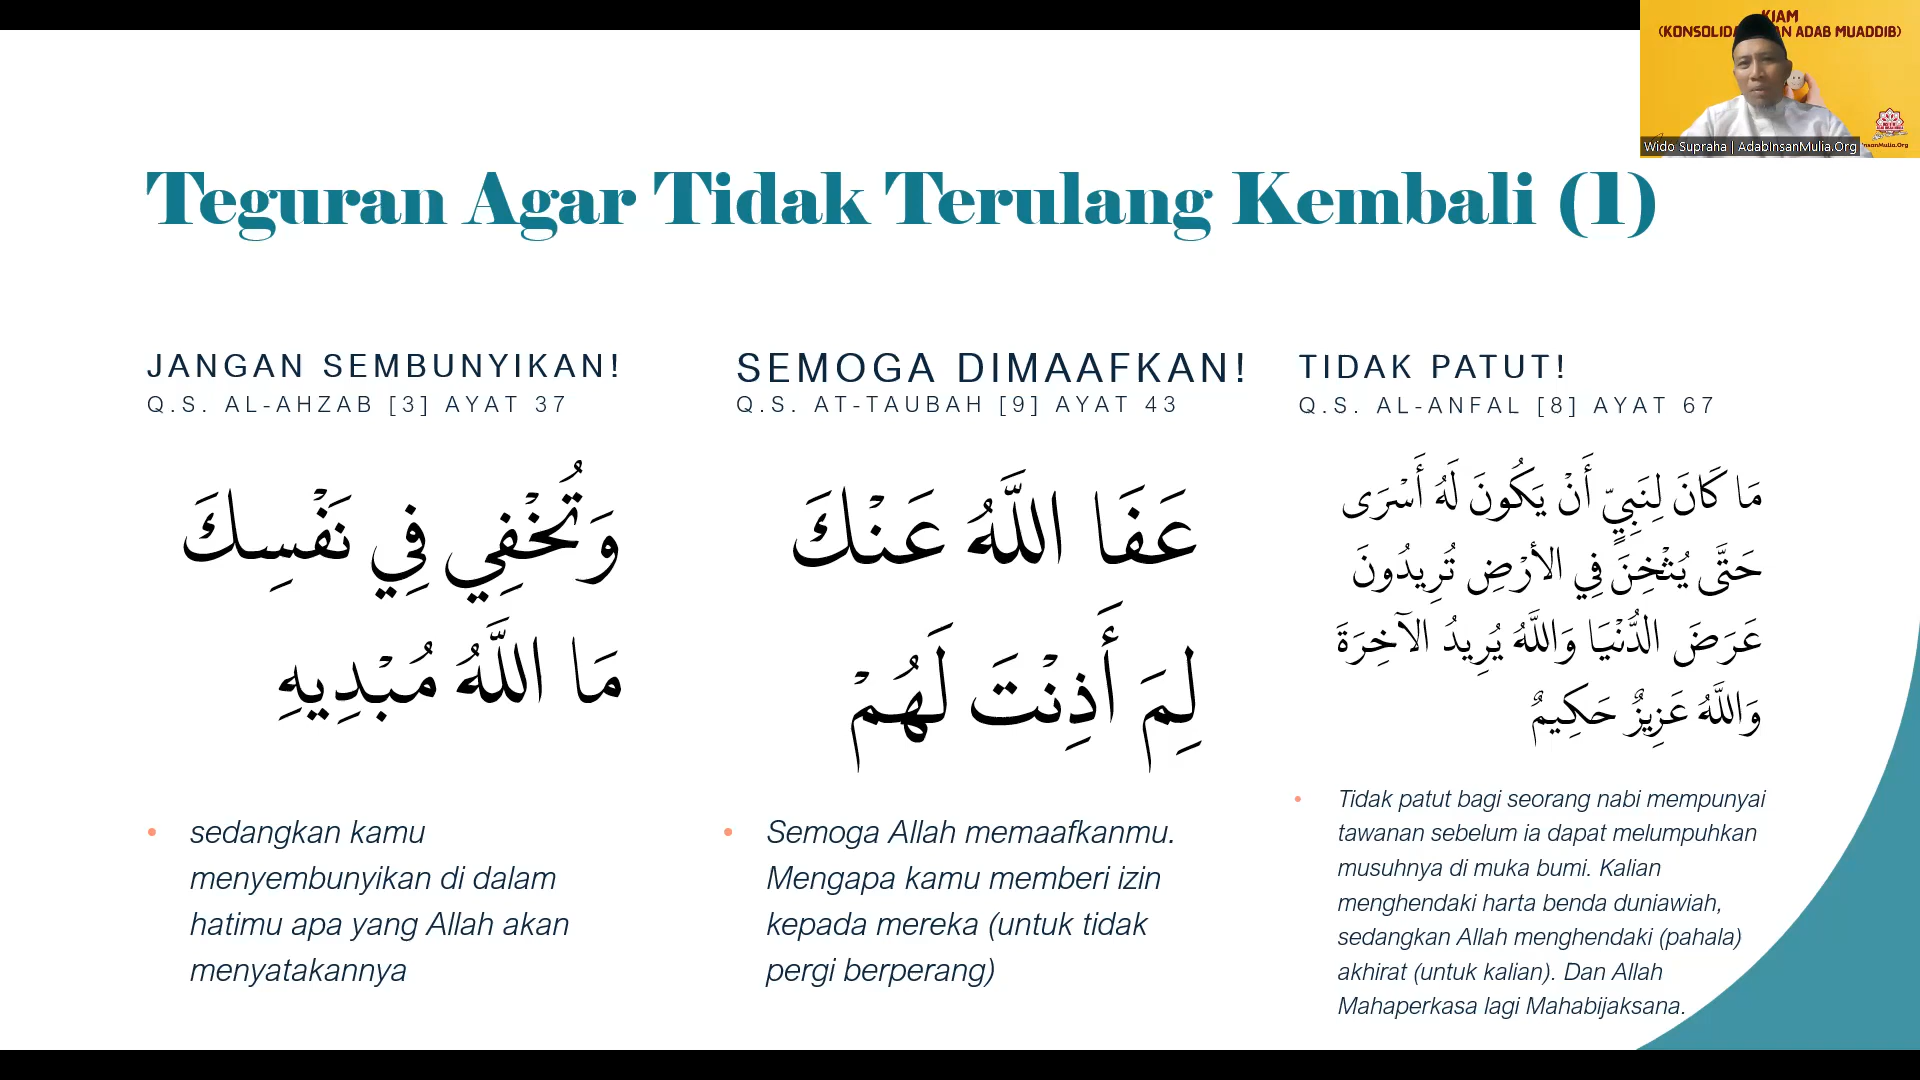 KIAM
(KONSOLIDA AN ADAB MUADDIB)
Wido Supraha | AdabInsanMulia.Org
nsanMulia.Org
Teguran Agar Tidak Terulang Kembali (1)
JANGAN SEMBUNYIKAN!
Q.S. AL-AHZAB [3] AYAT 37
وَتُخْفِي فِي نَفْسِكَ
مَا اللَّهُ مُبْدِيهِ
sedangkan kamu
menyembunyikan di dalam
hatimu apa yang Allah akan
menyatakannya
SEMOGA DIMAAFKAN!
Q.S. AT-TAUBAH [9] AYAT 43
عَفَا اللَّهُ عَنْكَ
لِمَ أَذِنْتَ لَهُمْ
Semoga Allah memaafkanmu.
Mengapa kamu memberi izin
kepada mereka (untuk tidak
pergi berperang)
TIDAK PATUT!
Q.S. AL-ANFAL [8] AYAT 67
مَا كَانَ لِنَبِيٍّ أَنْ يَكُونَ لَهُ أَسْرَى
حَتَّى يُثْخِنَ فِي الأرْضِ تُرِيدُونَ
عَرَضَ الدُّنْيَا وَاللَّهُ يُرِيدُ الآخِرَةَ
وَاللَّهُ عَزِيزٌ حَكِيمٌ
Tidak patut bagi seorang nabi mempunyai
tawanan sebelum ia dapat melumpuhkan
musuhnya di muka bumi. Kalian
menghendaki harta benda duniawiah,
sedangkan Allah menghendaki (pahala)
akhirat (untuk kalian). Dan Allah
Mahaperkasa lagi Mahabijaksana.